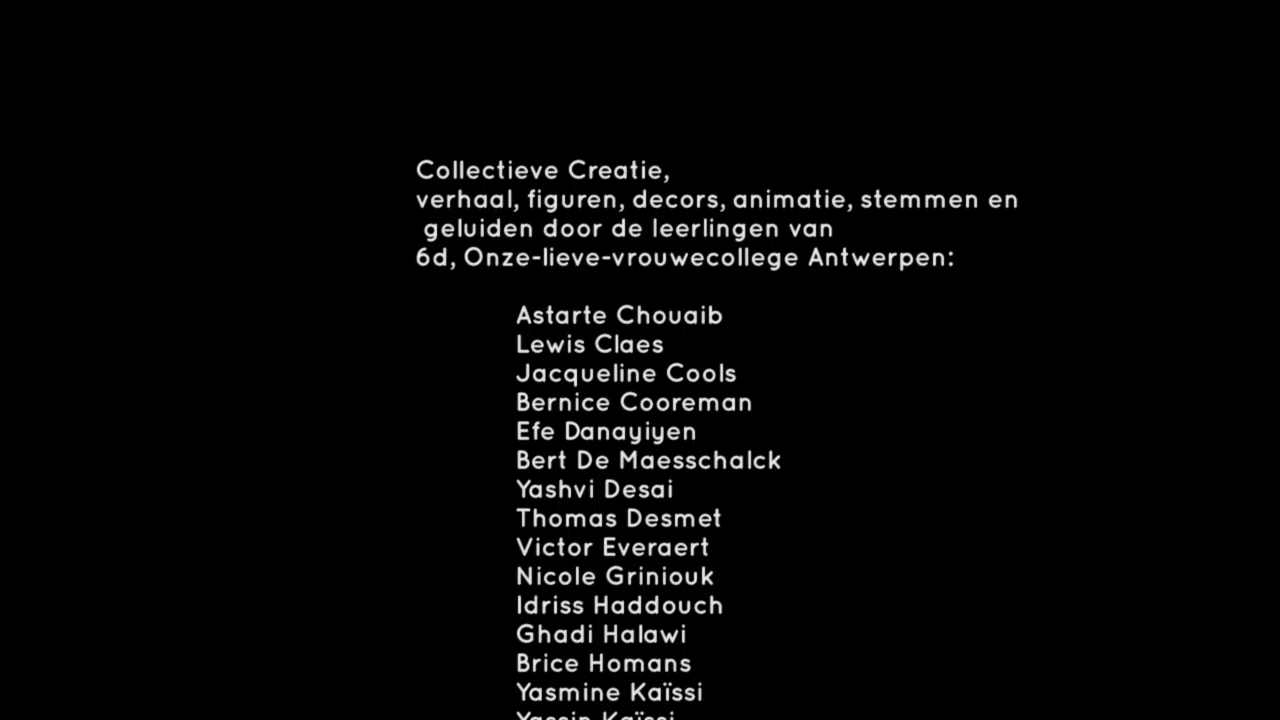 Collectieve Creatie,
verhaal, figuren, decors, animatie, stemmen en
geluiden door de leerlingen van
6d, Onze-lieve-vrouwecollege Antwerpen:
Astarte Chouaib
Lewis Claes
Jacqueline Cools
Bernice Cooreman
Efe Danayiyen
Bert De Maesschalck
Yashvi Desai
Thomas Desmet
Victor Everaert
Nicole Griniouk
Idriss Haddouch
Ghadi Halawi
Brice Homans
Yasmine Kaïssi
Yassin Kaïssi